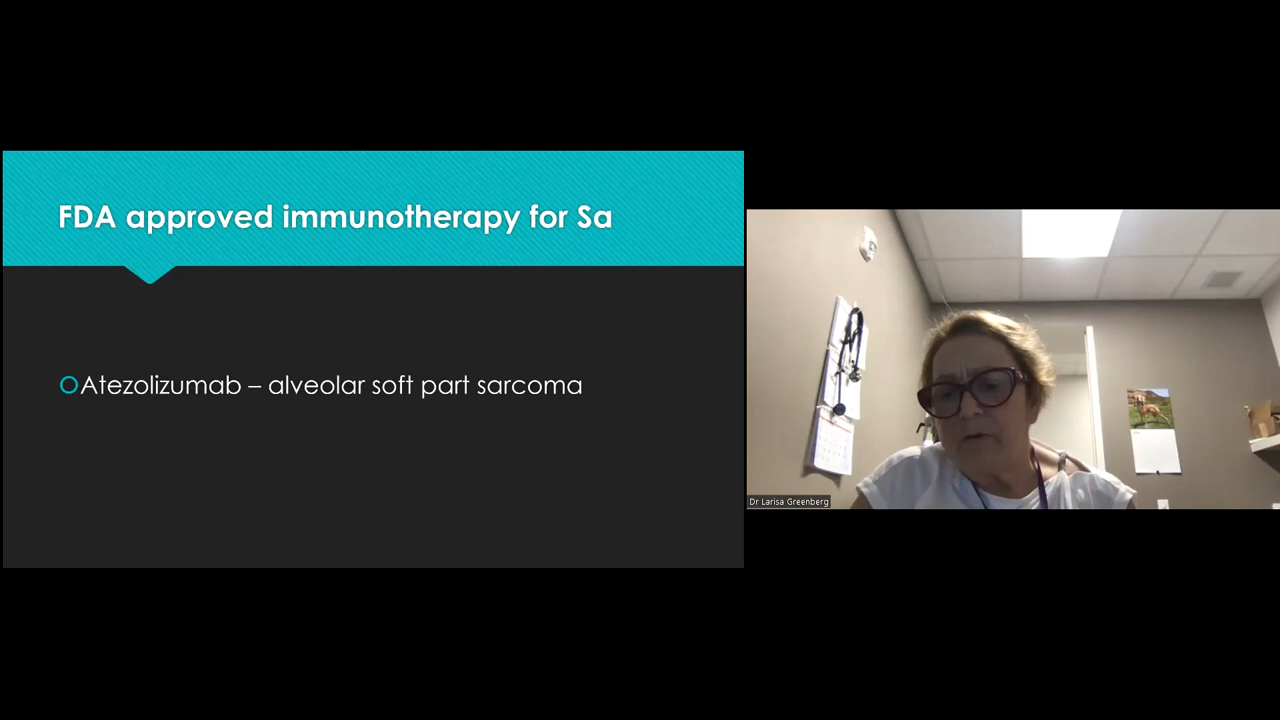 FDA approved immunotherapy for Sa
Atezolizumab – alveolar soft part sarcoma
Dr Larisa Greenberg